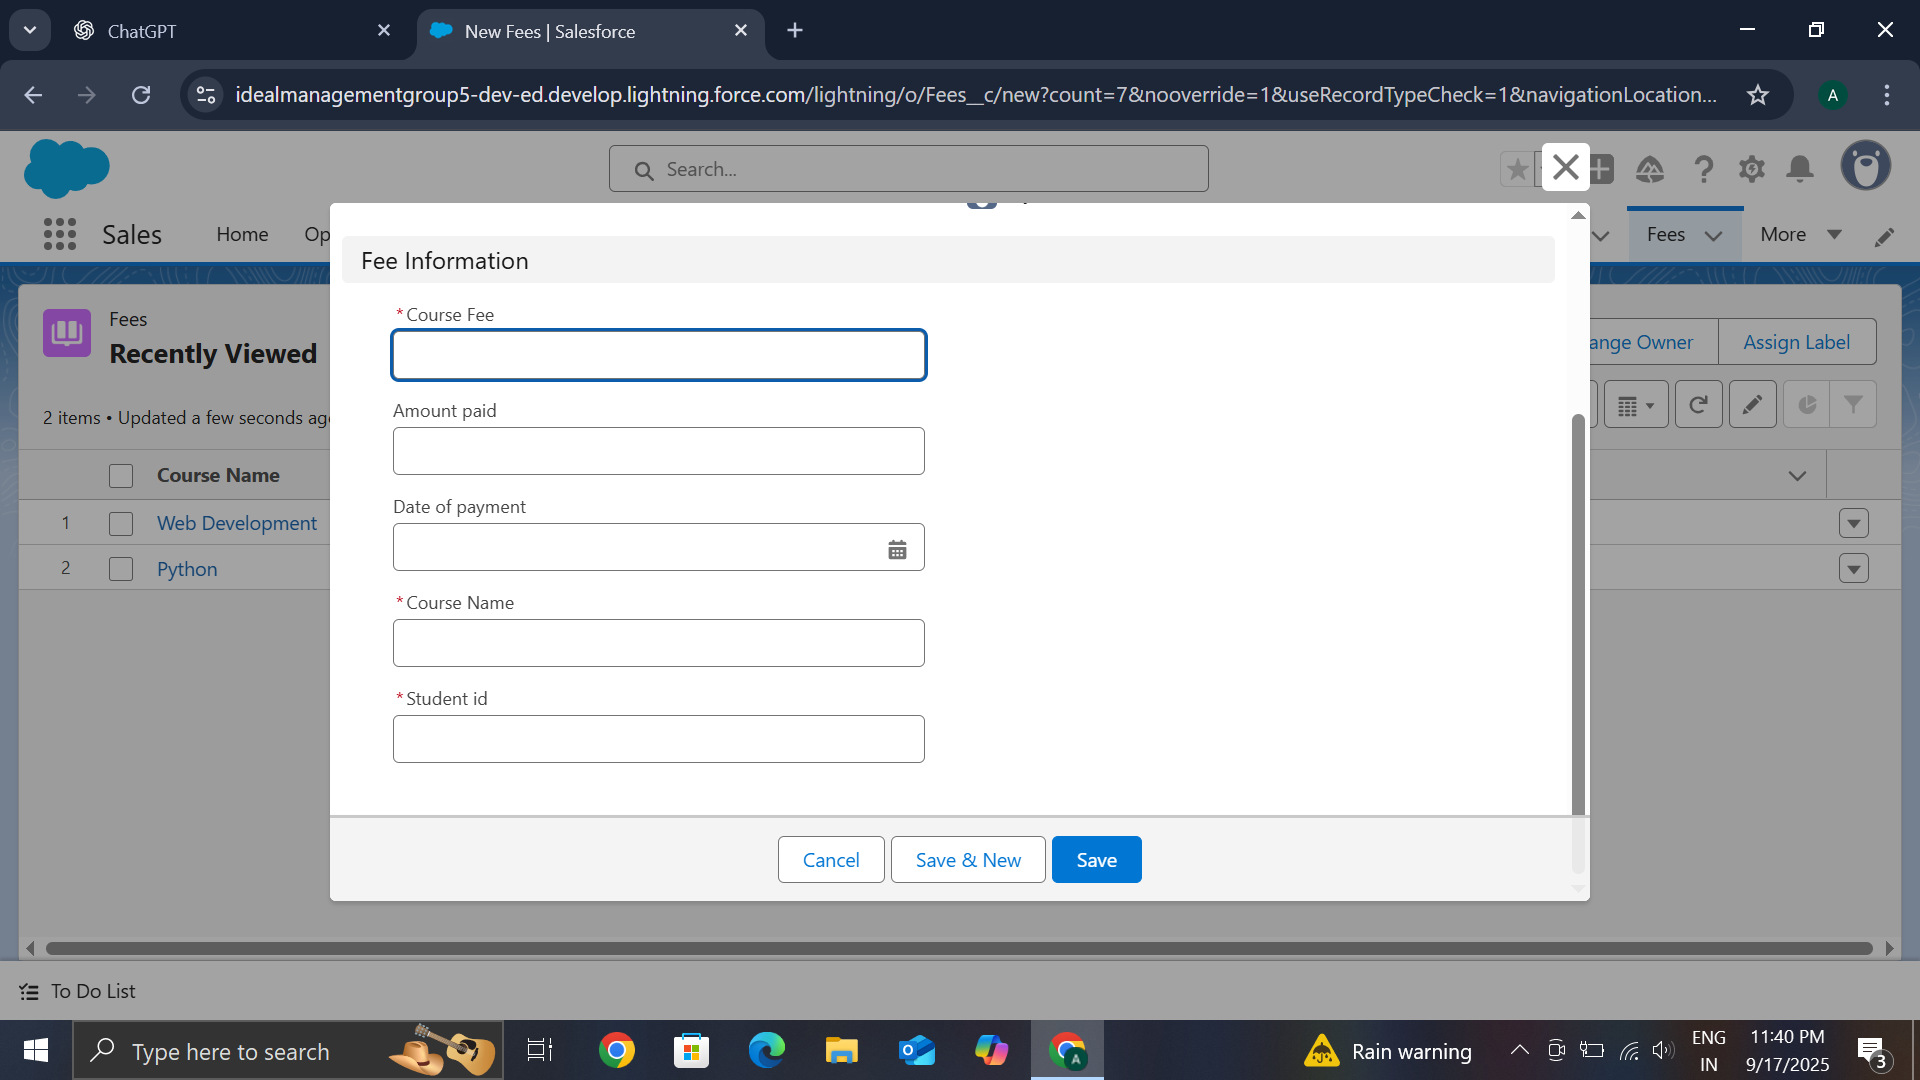 ChatGPT
New Fees | Salesforce
idealmanagementgroup5-dev-ed.develop.lightning.force.com/lightning/o/Fees__c/new?count=7&nooverride=1&useRecordTypeCheck=1&navigationLocation...
A
Search...
Sales
Home
Op
Fees
More
Fees
Recently Viewed
ange Owner
Assign Label
2 items • Updated a few seconds ago
Course Name
1
Web Development
2
Python
Fee Information
*Course Fee
Amount paid
Date of payment
*Course Name
*Student id
Cancel
Save & New
Save
To Do List
Type here to search
Rain warning
ENG
IN
11:40 PM
9/17/2025
3